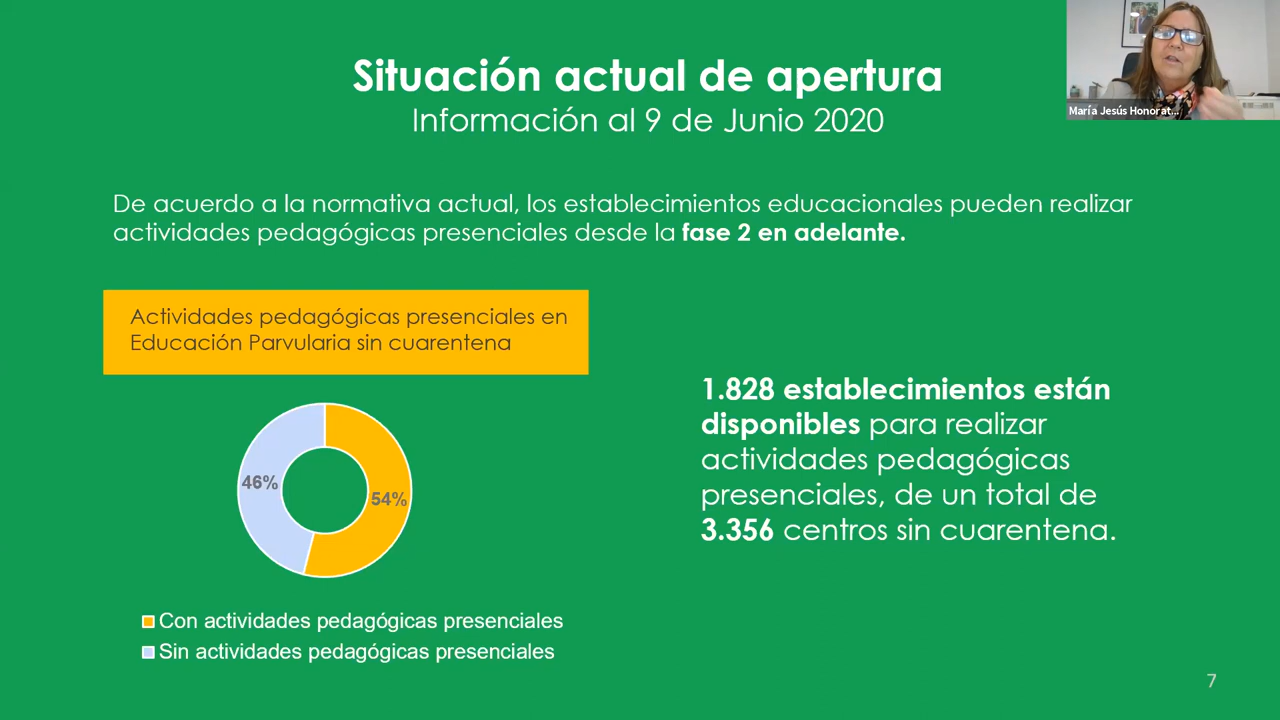 Situación actual de apertura
Información al 9 de Junio 2020
María Jesús Honorat...
De acuerdo a la normativa actual, los establecimientos educacionales pueden realizar
actividades pedagógicas presenciales desde la fase 2 en adelante.
Actividades pedagógicas presenciales en
Educación Parvularia sin cuarentena
46%
54%
Con actividades pedagógicas presenciales
Sin actividades pedagógicas presenciales
1.828 establecimientos están
disponibles para realizar
actividades pedagógicas
presenciales, de un total de
3.356 centros sin cuarentena.
7